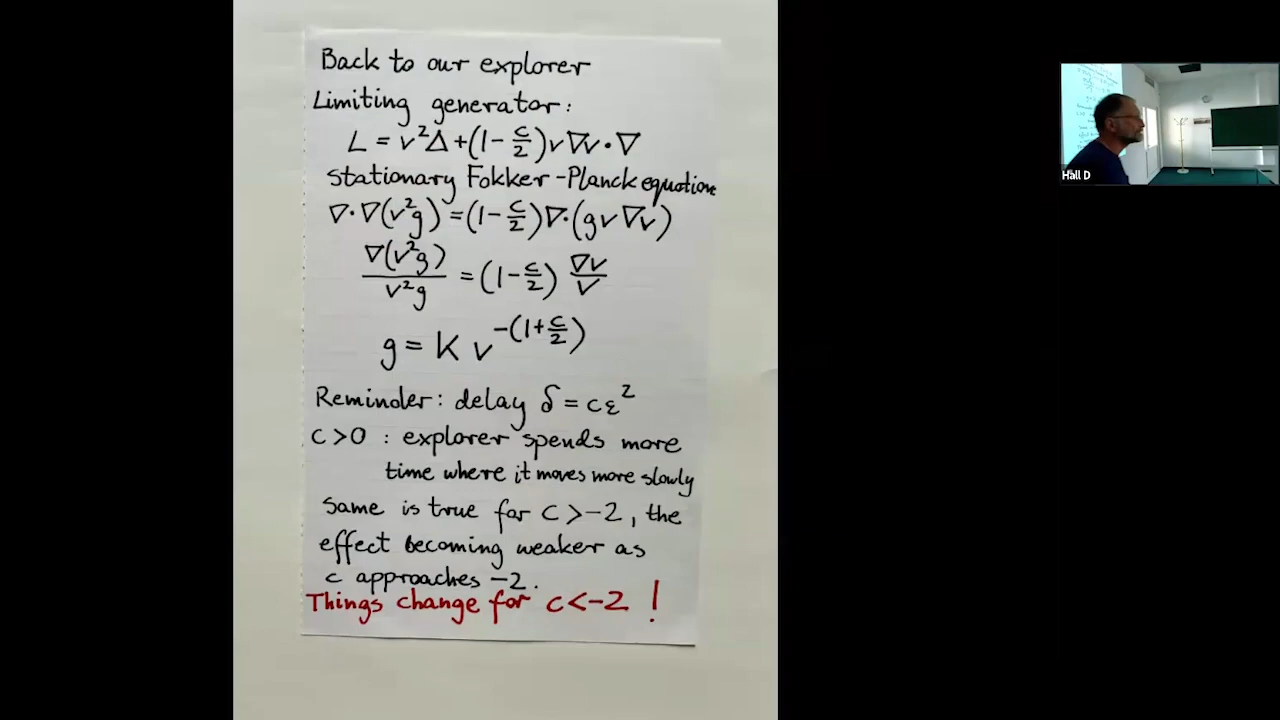 Back to our explorer
Limiting generator:
L = v²Δ + (1 - c/2) v ∇v · ∇
Stationary Fokker-Planck equation
∇·∇(v²g) = (1 - c/2) ∇·(g v ∇v)
∇(v²g)/v²g = (1 - c/2) ∇v/v
g = K v^-(1 + c/2)
Reminder: delay δ = cε²
c > 0 : explorer spends more
time where it moves more slowly
Same is true for c > -2, the
effect becoming weaker as
c approaches -2.
Things change for c < -2 !
Hall D